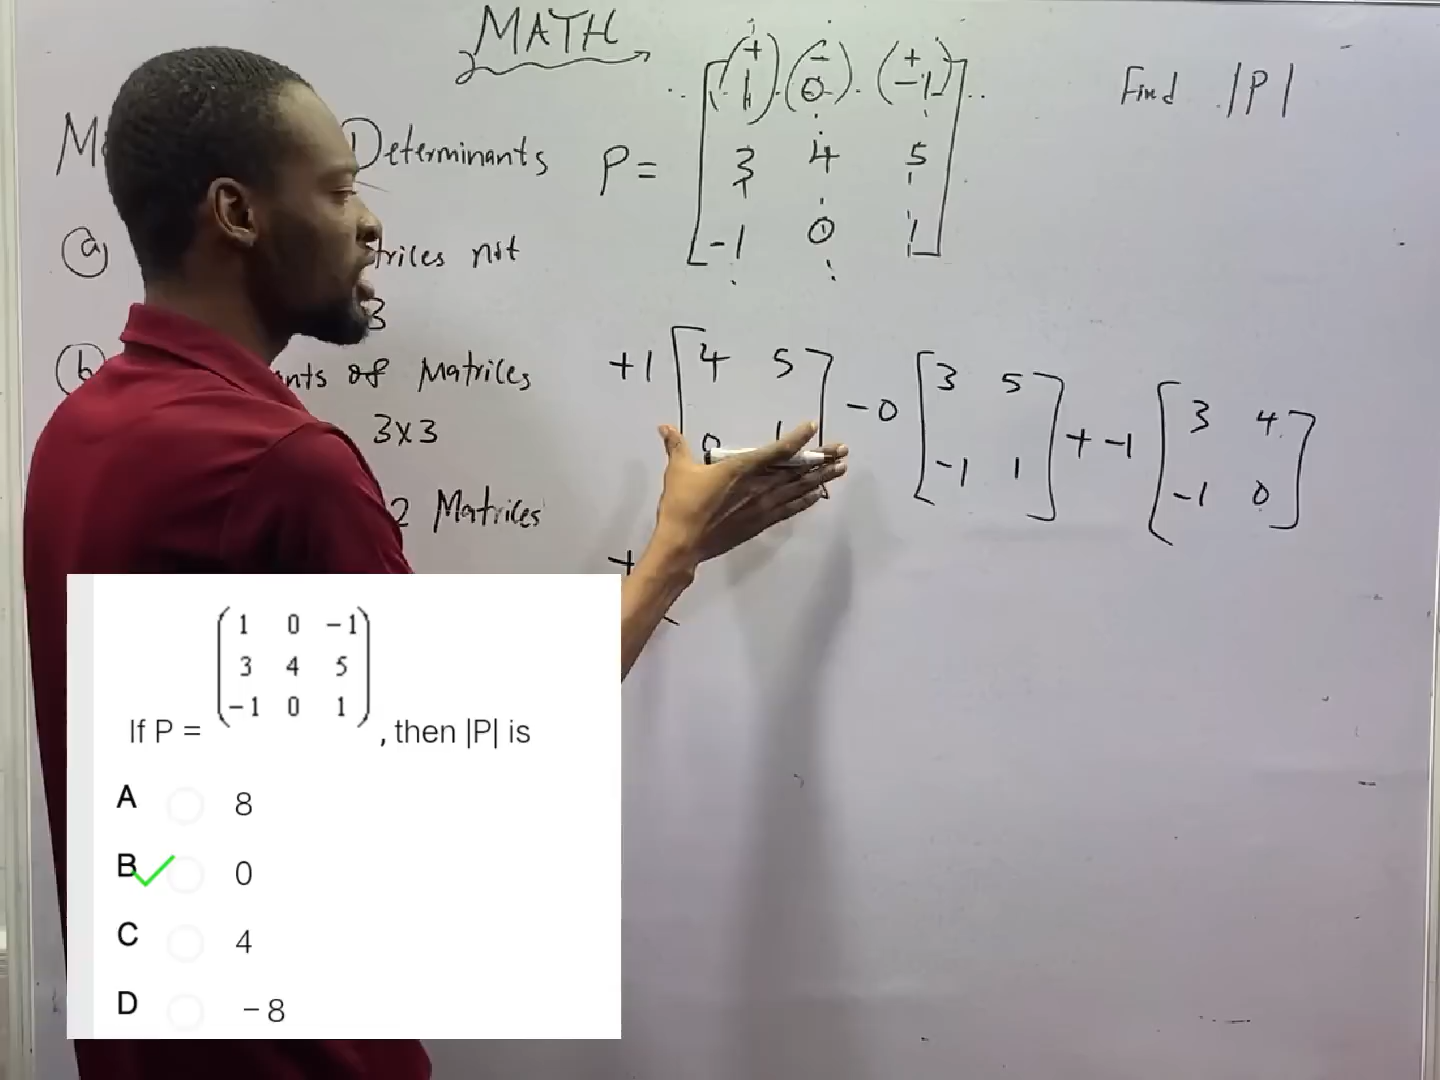 MATH
Determinants
P = [ (+1) (-0) (+-1) ]
3 4 5
-1 0 1
Find |P|
a
not
3
b
of Matrices
3x3
2 Matrices
+1 [ 4 5 ] -0 [ 3 5 ] + -1 [ 3 4 ]
-1 1
-1 0
+
1 0 -1
3 4 5
-1 0 1
If P = , then |P| is
A 8
B 0
C 4
D -8